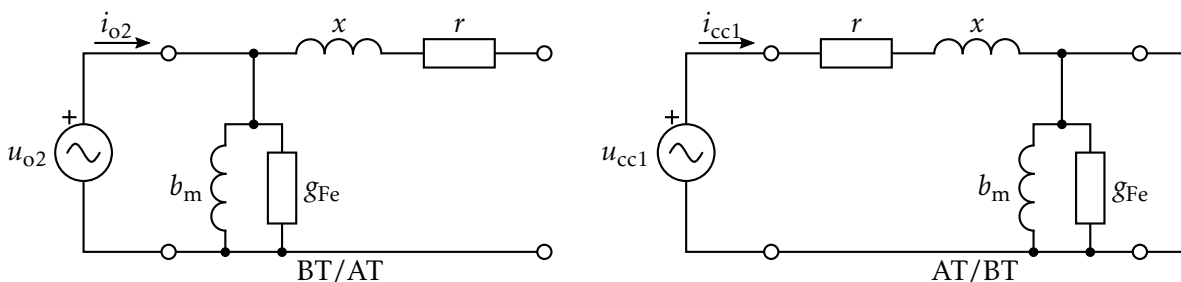 i_o2 x r
+
u_o2
b_m g_Fe
BT/AT
i_cc1 r x
+
u_cc1
b_m g_Fe
AT/BT